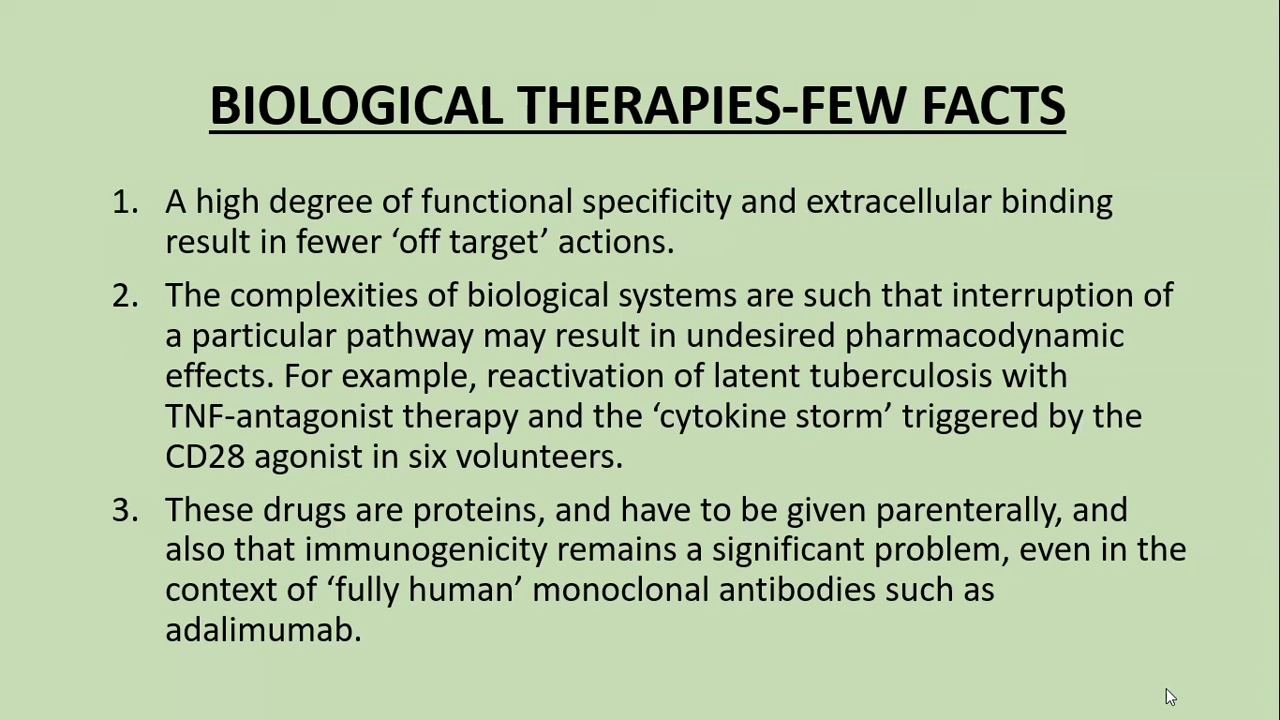 BIOLOGICAL THERAPIES-FEW FACTS
1. A high degree of functional specificity and extracellular binding
result in fewer ‘off target’ actions.
2. The complexities of biological systems are such that interruption of
a particular pathway may result in undesired pharmacodynamic
effects. For example, reactivation of latent tuberculosis with
TNF-antagonist therapy and the ‘cytokine storm’ triggered by the
CD28 agonist in six volunteers.
3. These drugs are proteins, and have to be given parenterally, and
also that immunogenicity remains a significant problem, even in the
context of ‘fully human’ monoclonal antibodies such as
adalimumab.